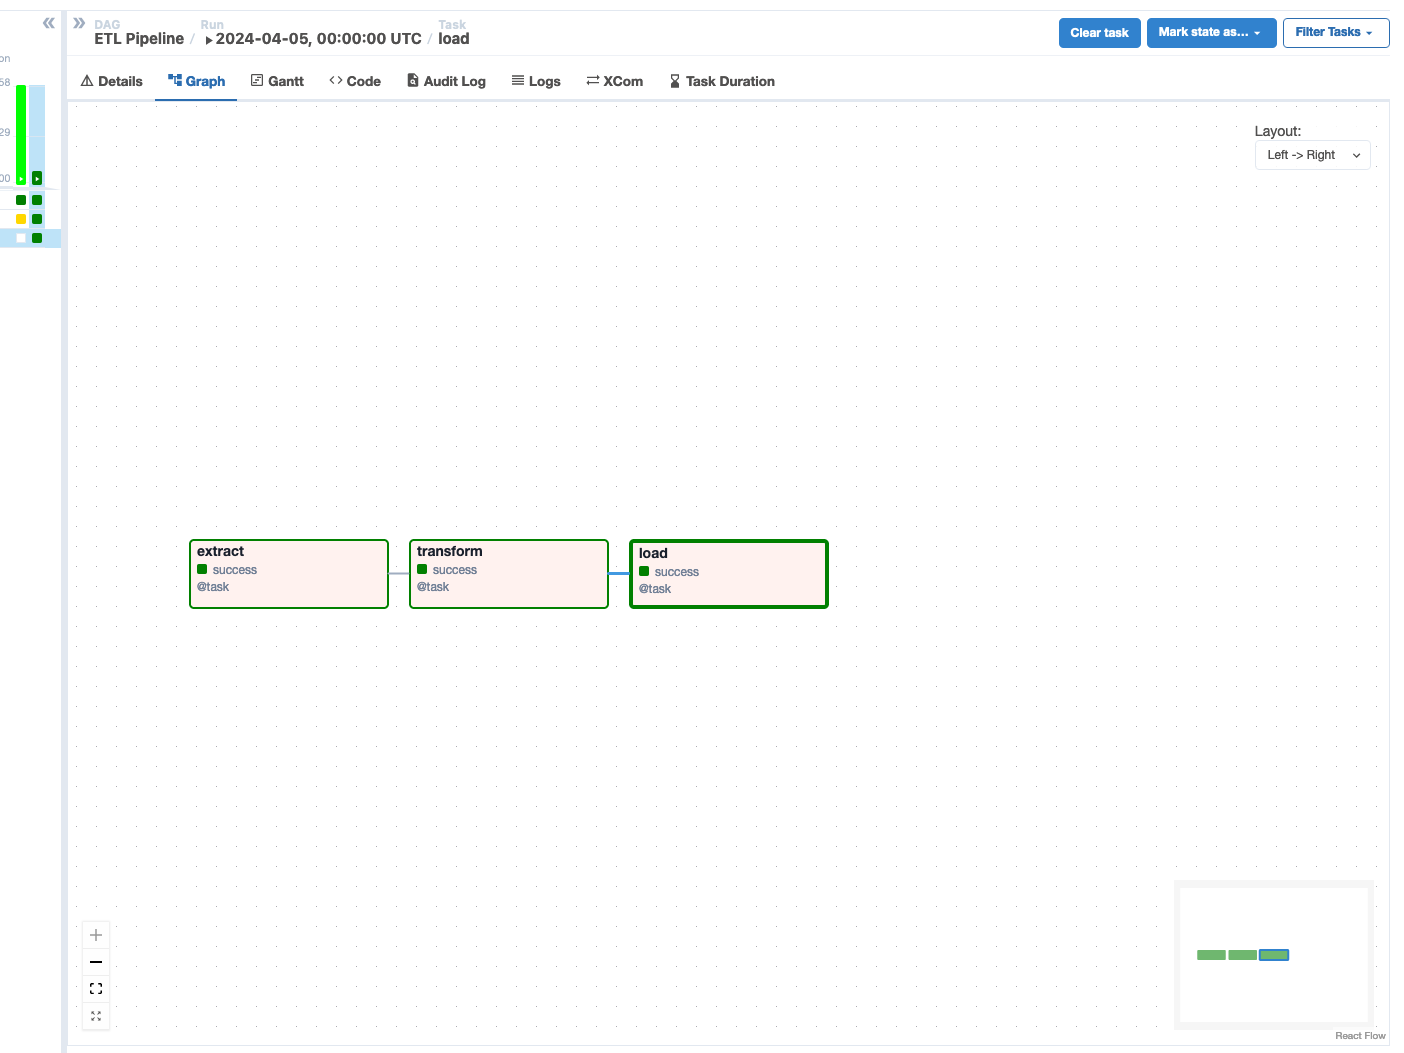 on
58
29
00
DAG
Run
Task
ETL Pipeline / 2024-04-05, 00:00:00 UTC / load
Clear task
Mark state as...
Filter Tasks
Details
Graph
Gantt
Code
Audit Log
Logs
XCom
Task Duration
Layout:
Left -> Right
extract
success
@task
transform
success
@task
load
success
@task
React Flow